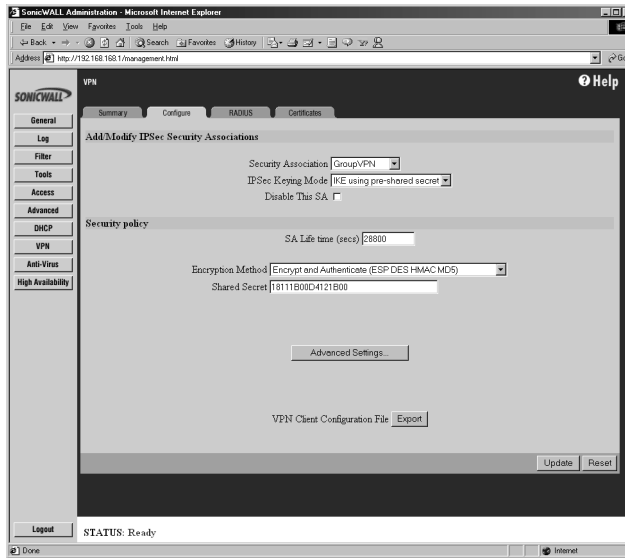 SonicWALL Administration - Microsoft Internet Explorer
File Edit View Favorites Tools Help
Back Search Favorites History
Address http://192.168.168.1/management.html Go
SONICWALL
VPN
Help
Summary Configure RADIUS Certificates
General
Log
Filter
Tools
Access
Advanced
DHCP
VPN
Anti-Virus
High Availability
Logout
Add/Modify IPSec Security Associations
Security Association GroupVPN
IPSec Keying Mode IKE using pre-shared secret
Disable This SA
Security policy
SA Life time (secs) 28800
Encryption Method Encrypt and Authenticate (ESP DES HMAC MD5)
Shared Secret 18111B00D4121B00
Advanced Settings...
VPN Client Configuration File Export
Update Reset
STATUS: Ready
Done Internet